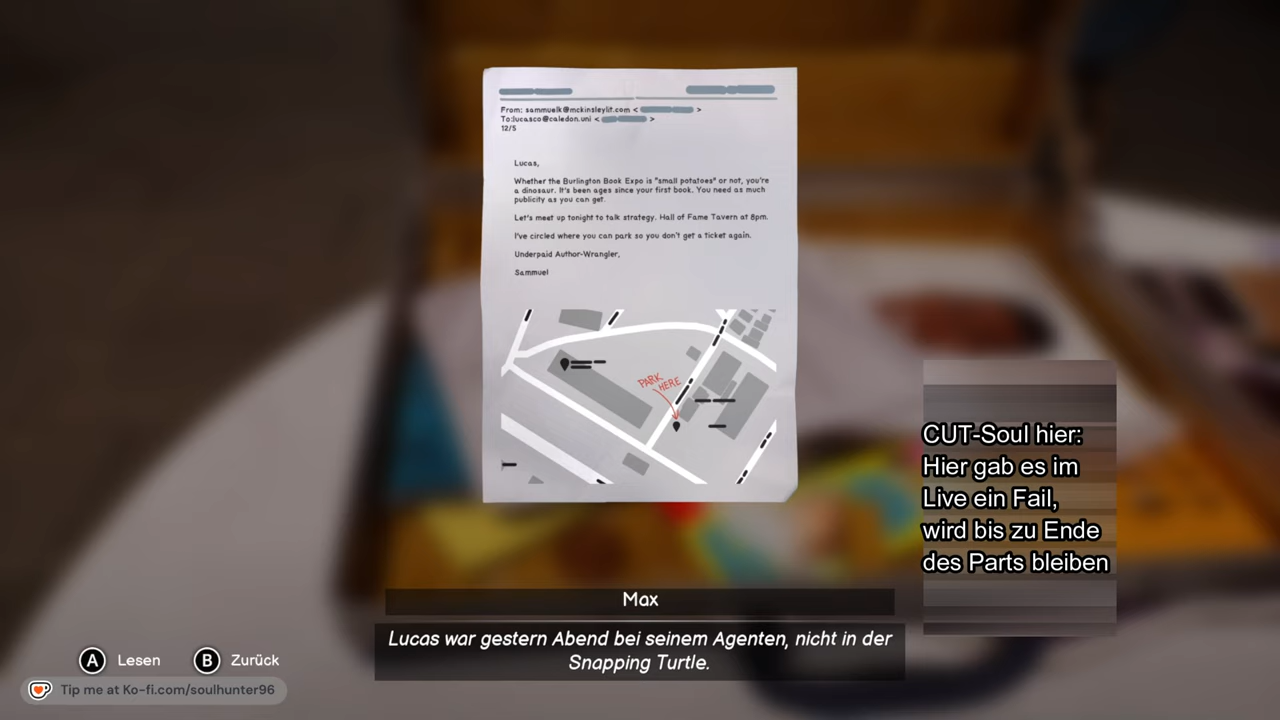 From: sammuelk@mckinsleylit.com < >
To:lucasco@caledon.uni < >
12/5
Lucas,
Whether the Burlington Book Expo is "small potatoes" or not, you're
a dinosaur. It's been ages since your first book. You need as much
publicity as you can get.
Let's meet up tonight to talk strategy. Hall of Fame Tavern at 8pm.
I've circled where you can park so you don't get a ticket again.
Underpaid Author-Wrangler,
Sammuel
PARK
HERE
CUT-Soul hier:
Hier gab es im
Live ein Fail,
wird bis zu Ende
des Parts bleiben
Max
Lucas war gestern Abend bei seinem Agenten, nicht in der
Snapping Turtle.
A Lesen B Zurück
Tip me at Ko-fi.com/soulhunter96